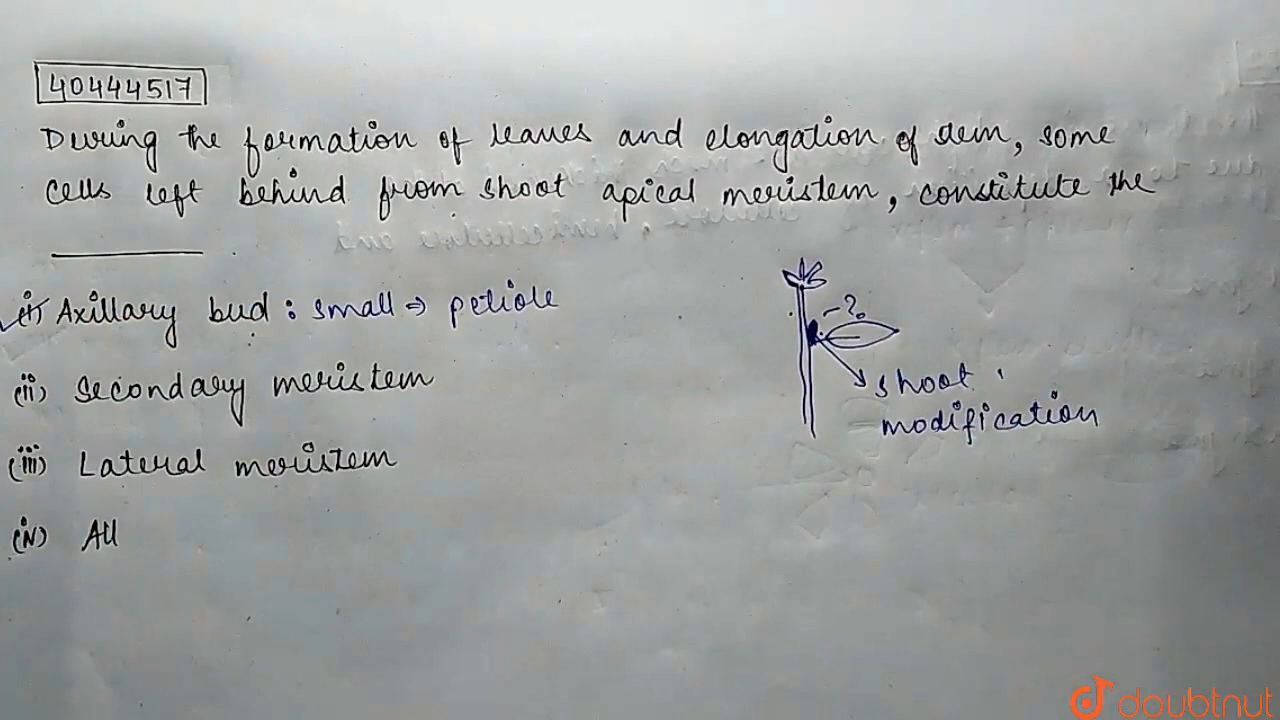 40444517
During the formation of leaves and elongation of stem, some
cells left behind from shoot apical meristem, constitute the
(i) Axillary bud : small ⇒ petiole
(ii) Secondary meristem
(iii) Lateral meristem
(iv) All
?
shoot
modification
doubtnut